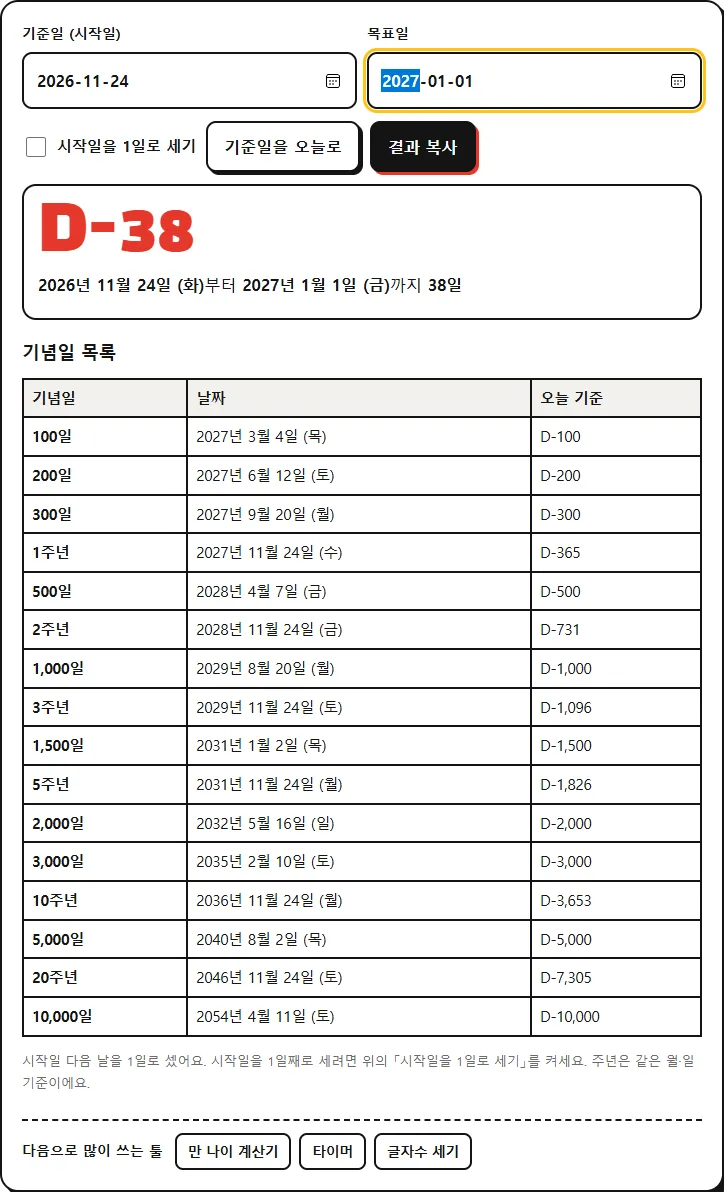 기준일 (시작일) 목표일
2026-11-24 2027-01-01
시작일을 1일로 세기 기준일을 오늘로 결과 복사
D-38
2026년 11월 24일 (화)부터 2027년 1월 1일 (금)까지 38일
기념일 목록
기념일 날짜 오늘 기준
100일 2027년 3월 4일 (목) D-100
200일 2027년 6월 12일 (토) D-200
300일 2027년 9월 20일 (월) D-300
1주년 2027년 11월 24일 (수) D-365
500일 2028년 4월 7일 (금) D-500
2주년 2028년 11월 24일 (금) D-731
1,000일 2029년 8월 20일 (월) D-1,000
3주년 2029년 11월 24일 (토) D-1,096
1,500일 2031년 1월 2일 (목) D-1,500
5주년 2031년 11월 24일 (월) D-1,826
2,000일 2032년 5월 16일 (일) D-2,000
3,000일 2035년 2월 10일 (토) D-3,000
10주년 2036년 11월 24일 (월) D-3,653
5,000일 2040년 8월 2일 (목) D-5,000
20주년 2046년 11월 24일 (토) D-7,305
10,000일 2054년 4월 11일 (토) D-10,000
시작일 다음 날을 1일로 셌어요. 시작일을 1일째로 세려면 위의 「시작일을 1일로 세기」를 켜세요. 주년은 같은 월·일
기준이에요.
다음으로 많이 쓰는 툴 만 나이 계산기 타이머 글자수 세기